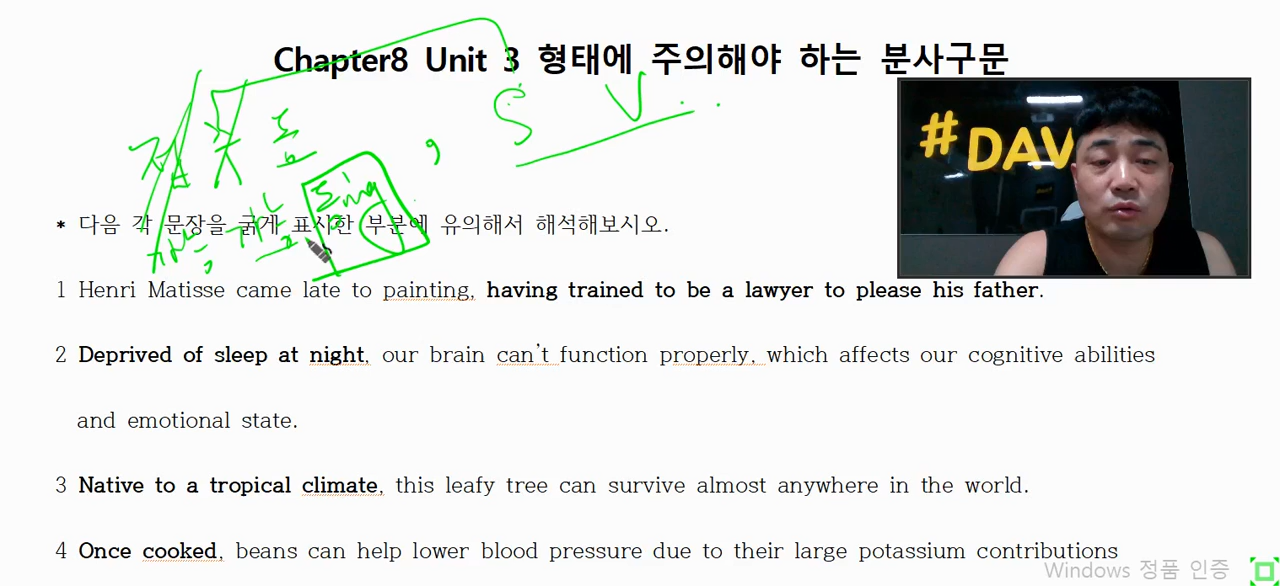 Chapter8 Unit 3 형태에 주의해야 하는 분사구문
#DAV
접 주 동 , S V . .
ing
* 다음 각 문장을 굵게 표시한 부분에 유의해서 해석해보시오.
1 Henri Matisse came late to painting, having trained to be a lawyer to please his father.
2 Deprived of sleep at night, our brain can't function properly, which affects our cognitive abilities
and emotional state.
3 Native to a tropical climate, this leafy tree can survive almost anywhere in the world.
4 Once cooked, beans can help lower blood pressure due to their large potassium contributions
Windows 정품 인증